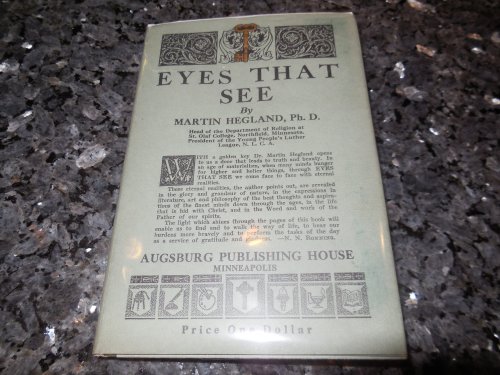 EYES THAT
SEE
By
MARTIN HEGLAND, Ph. D.
Head of the Department of Religion at
St. Olaf College, Northfield, Minnesota.
President of the Young People's Luther
League, N. L. C. A.
WITH a golden key Dr. Martin Hegland opens
to us a door that leads to truth and beauty. In
an age of materialism, when many minds hunger
for higher and holier things, through EYES
THAT SEE we come face to face with eternal
realities.
These eternal realities, the author points out, are revealed
in the glory and grandeur of nature, in the expression in
literature, art and philosophy of the best thoughts and aspira-
tions of the finest minds down through the ages, in the life
that is hid with Christ, and in the Word and work of the
Father of our spirits.
The light which shines through the pages of this book will
enable us to find and to walk the way of life, to bear our
burdens more bravely and to perform the tasks of the day
as a service of gratitude and gladness. —N. N.
AUGSBURG PUBLISHING HOUSE
MINNEAPOLIS
Price One Dollar